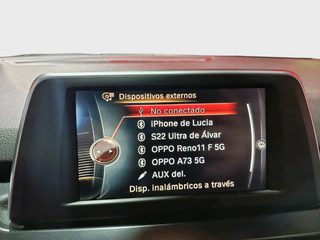 Dispositivos externos
No conectado
iPhone de Lucia
S22 Ultra de Álvar
OPPO Reno11 F 5G
OPPO A73 5G
AUX del.
Disp. inalámbricos a través